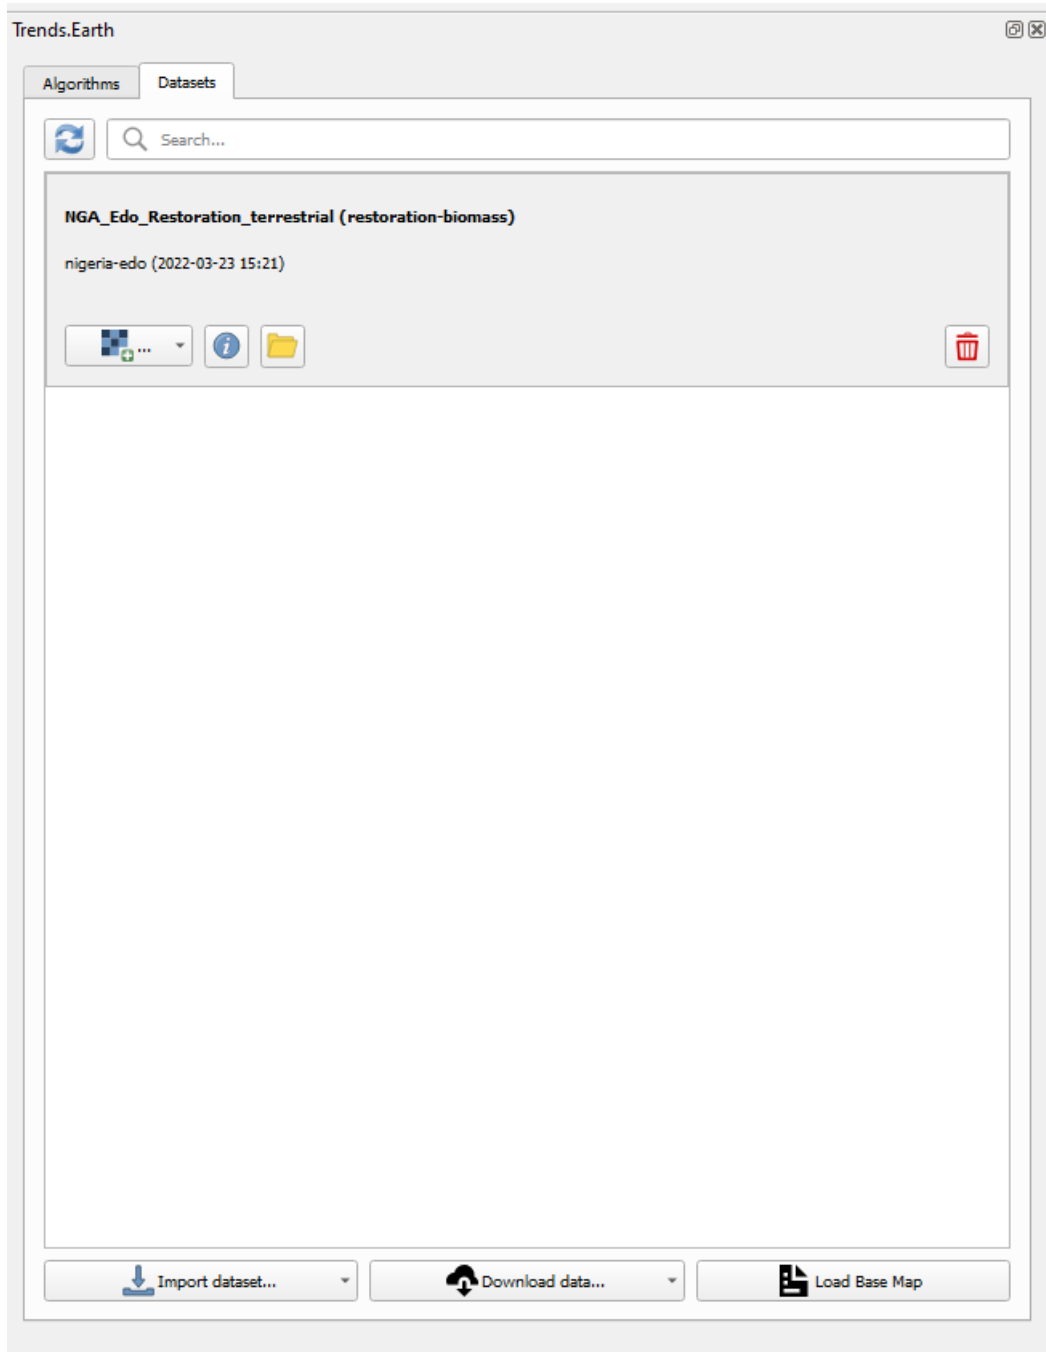 Trends.Earth
Algorithms Datasets
Search...
NGA_Edo_Restoration_terrestrial (restoration-biomass)
nigeria-edo (2022-03-23 15:21)
...
Import dataset... Download data... Load Base Map